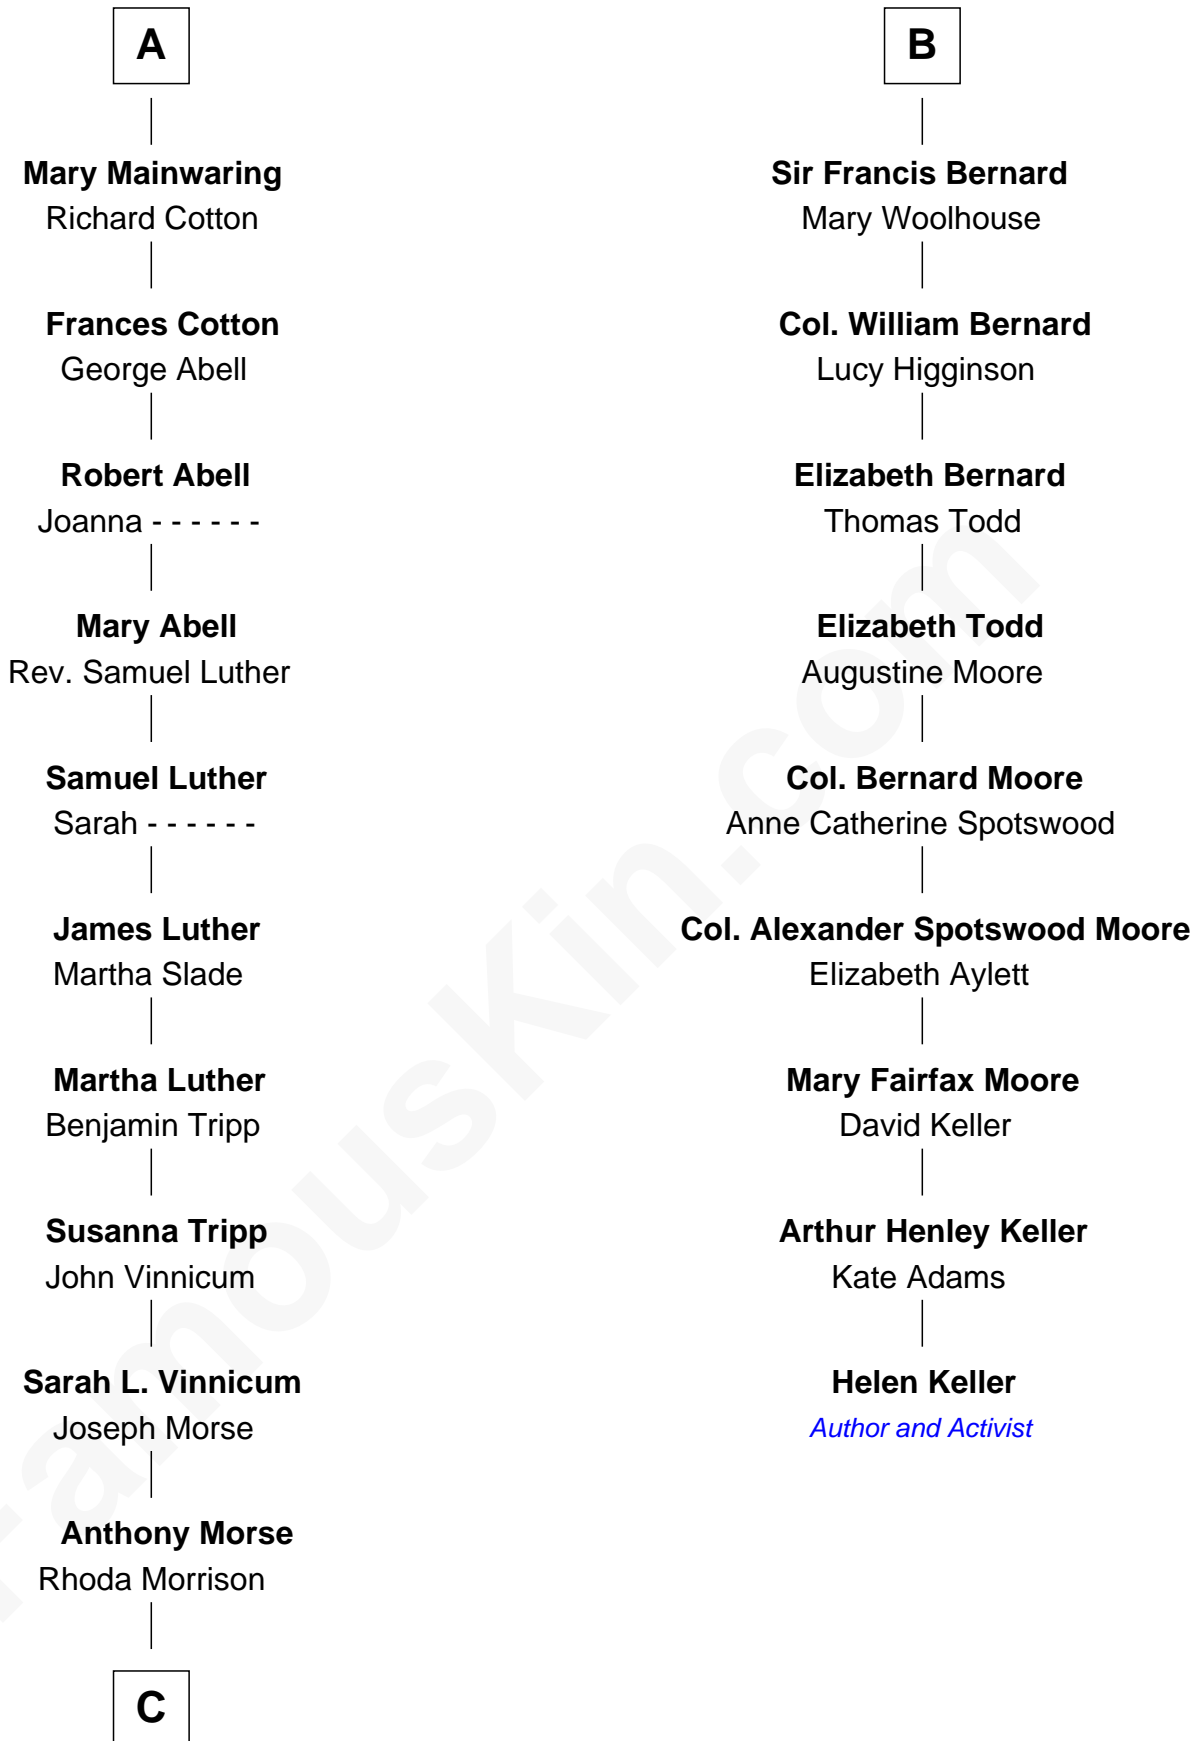 A
Mary Mainwaring
Richard Cotton
Frances Cotton
George Abell
Robert Abell
Joanna - - - - - -
Mary Abell
Rev. Samuel Luther
Samuel Luther
Sarah - - - - - -
James Luther
Martha Slade
Martha Luther
Benjamin Tripp
Susanna Tripp
John Vinnicum
Sarah L. Vinnicum
Joseph Morse
Anthony Morse
Rhoda Morrison
C
B
Sir Francis Bernard
Mary Woolhouse
Col. William Bernard
Lucy Higginson
Elizabeth Bernard
Thomas Todd
Elizabeth Todd
Augustine Moore
Col. Bernard Moore
Anne Catherine Spotswood
Col. Alexander Spotswood Moore
Elizabeth Aylett
Mary Fairfax Moore
David Keller
Arthur Henley Keller
Kate Adams
Helen Keller
Author and Activist
FamousKin.com